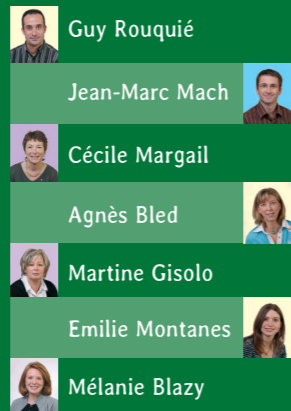 Guy Rouquié
Jean-Marc Mach
Cécile Margail
Agnès Bled
Martine Gisolo
Emilie Montanes
Mélanie Blazy